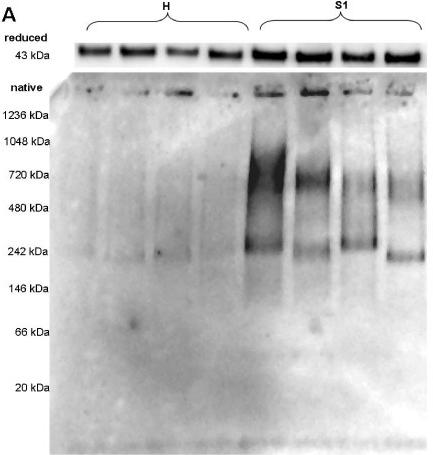 A
H S1
reduced
43 kDa
native
1236 kDa
1048 kDa
720 kDa
480 kDa
242 kDa
146 kDa
66 kDa
20 kDa